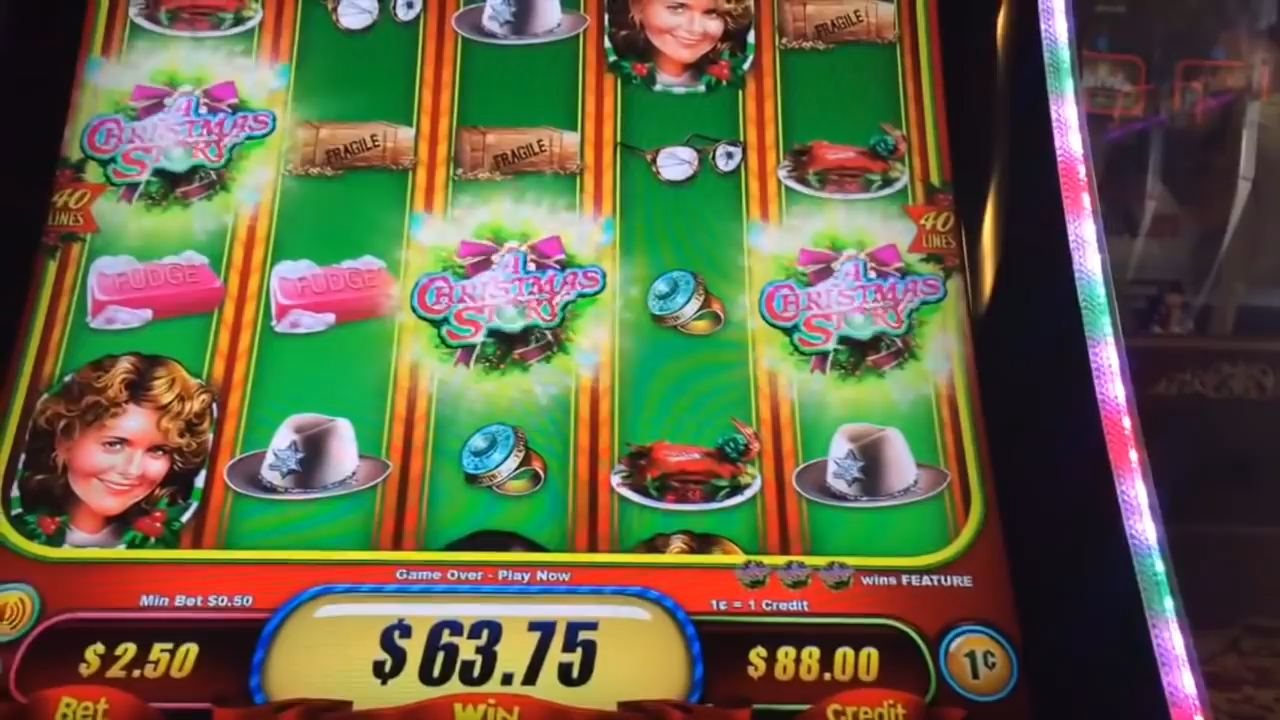 FRAGILE
A
CHRISTMAS
STORY
FRAGILE
FRAGILE
40
LINES
40
LINES
FUDGE
FUDGE
A
CHRISTMAS
STORY
A
CHRISTMAS
STORY
Game Over - Play Now
wins FEATURE
Min Bet $0.50
1¢ = 1 Credit
$2.50
$63.75
$88.00
1¢
Bet
Win
Credit